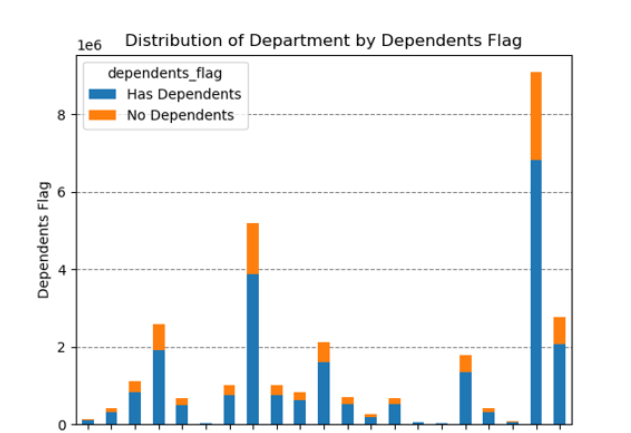 1e6
Distribution of Department by Dependents Flag
dependents_flag
Has Dependents
No Dependents
8
6
4
2
0
Dependents Flag